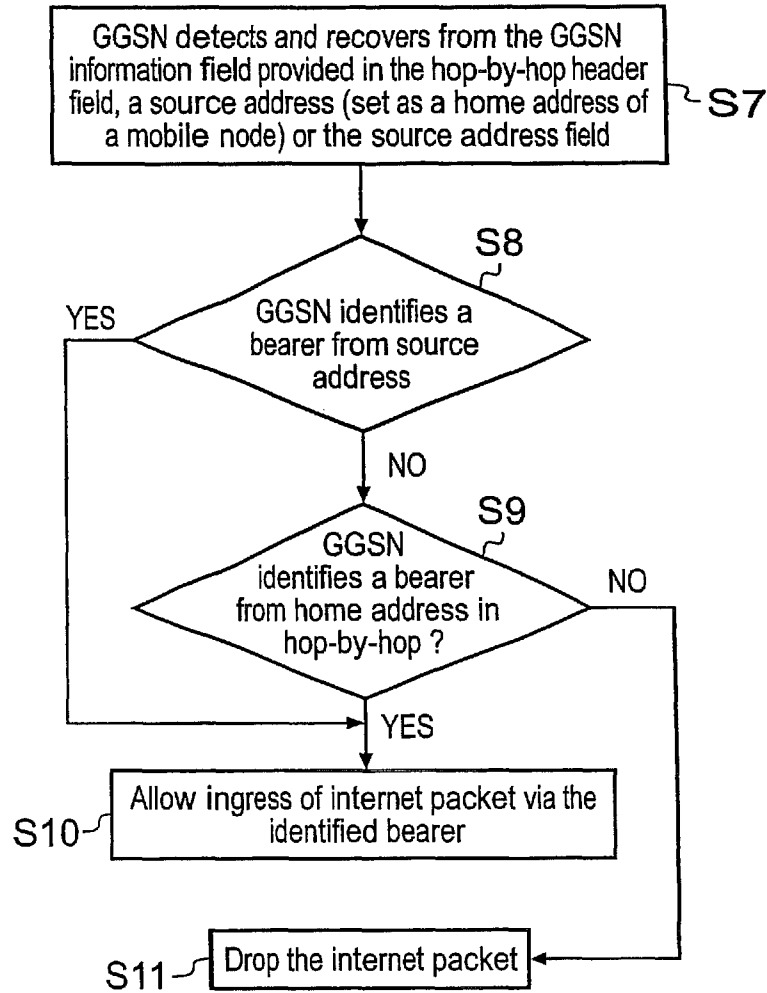 GGSN detects and recovers from the GGSN
information field provided in the hop-by-hop header
field, a source address (set as a home address of
a mobile node) or the source address field
S7
S8
YES
GGSN identifies a
bearer from source
address
NO
S9
GGSN
identifies a bearer
from home address in
hop-by-hop ?
NO
YES
Allow ingress of internet packet via the
identified bearer
S10
Drop the internet packet
S11